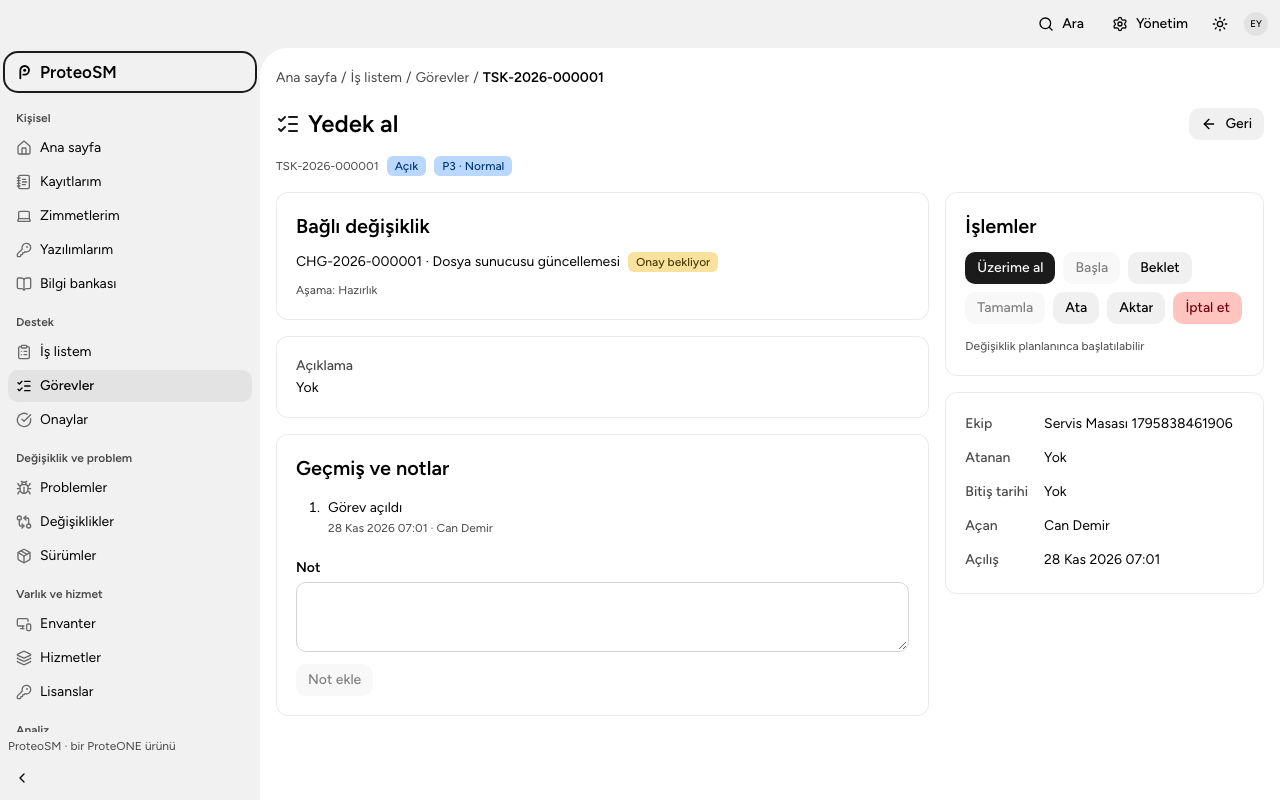 Ara
Yönetim
EY
ProteoSM
Kişisel
Ana sayfa
Kayıtlarım
Zimmetlerim
Yazılımlarım
Bilgi bankası
Destek
İş listem
Görevler
Onaylar
Değişiklik ve problem
Problemler
Değişiklikler
Sürümler
Varlık ve hizmet
Envanter
Hizmetler
Lisanslar
Analiz
ProteoSM · bir ProteONE ürünü
Ana sayfa / İş listem / Görevler / TSK-2026-000001
Yedek al
Geri
TSK-2026-000001 Açık P3 · Normal
Bağlı değişiklik
CHG-2026-000001 · Dosya sunucusu güncellemesi Onay bekliyor
Aşama: Hazırlık
Açıklama
Yok
Geçmiş ve notlar
1. Görev açıldı
28 Kas 2026 07:01 · Can Demir
Not
Not ekle
İşlemler
Üzerime al Başla Beklet
Tamamla Ata Aktar İptal et
Değişiklik planlanınca başlatılabilir
Ekip Servis Masası 1795838461906
Atanan Yok
Bitiş tarihi Yok
Açan Can Demir
Açılış 28 Kas 2026 07:01